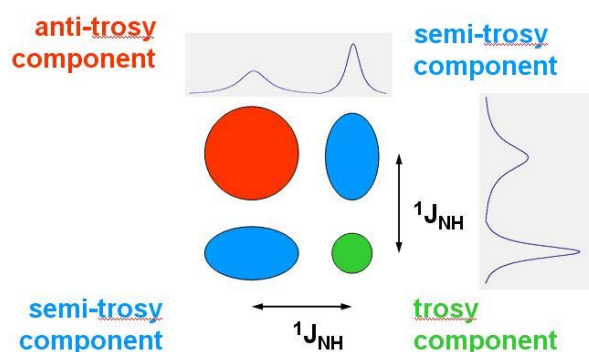 anti-trosy
component
semi-trosy
component
¹J_NH
semi-trosy
component
¹J_NH
trosy
component